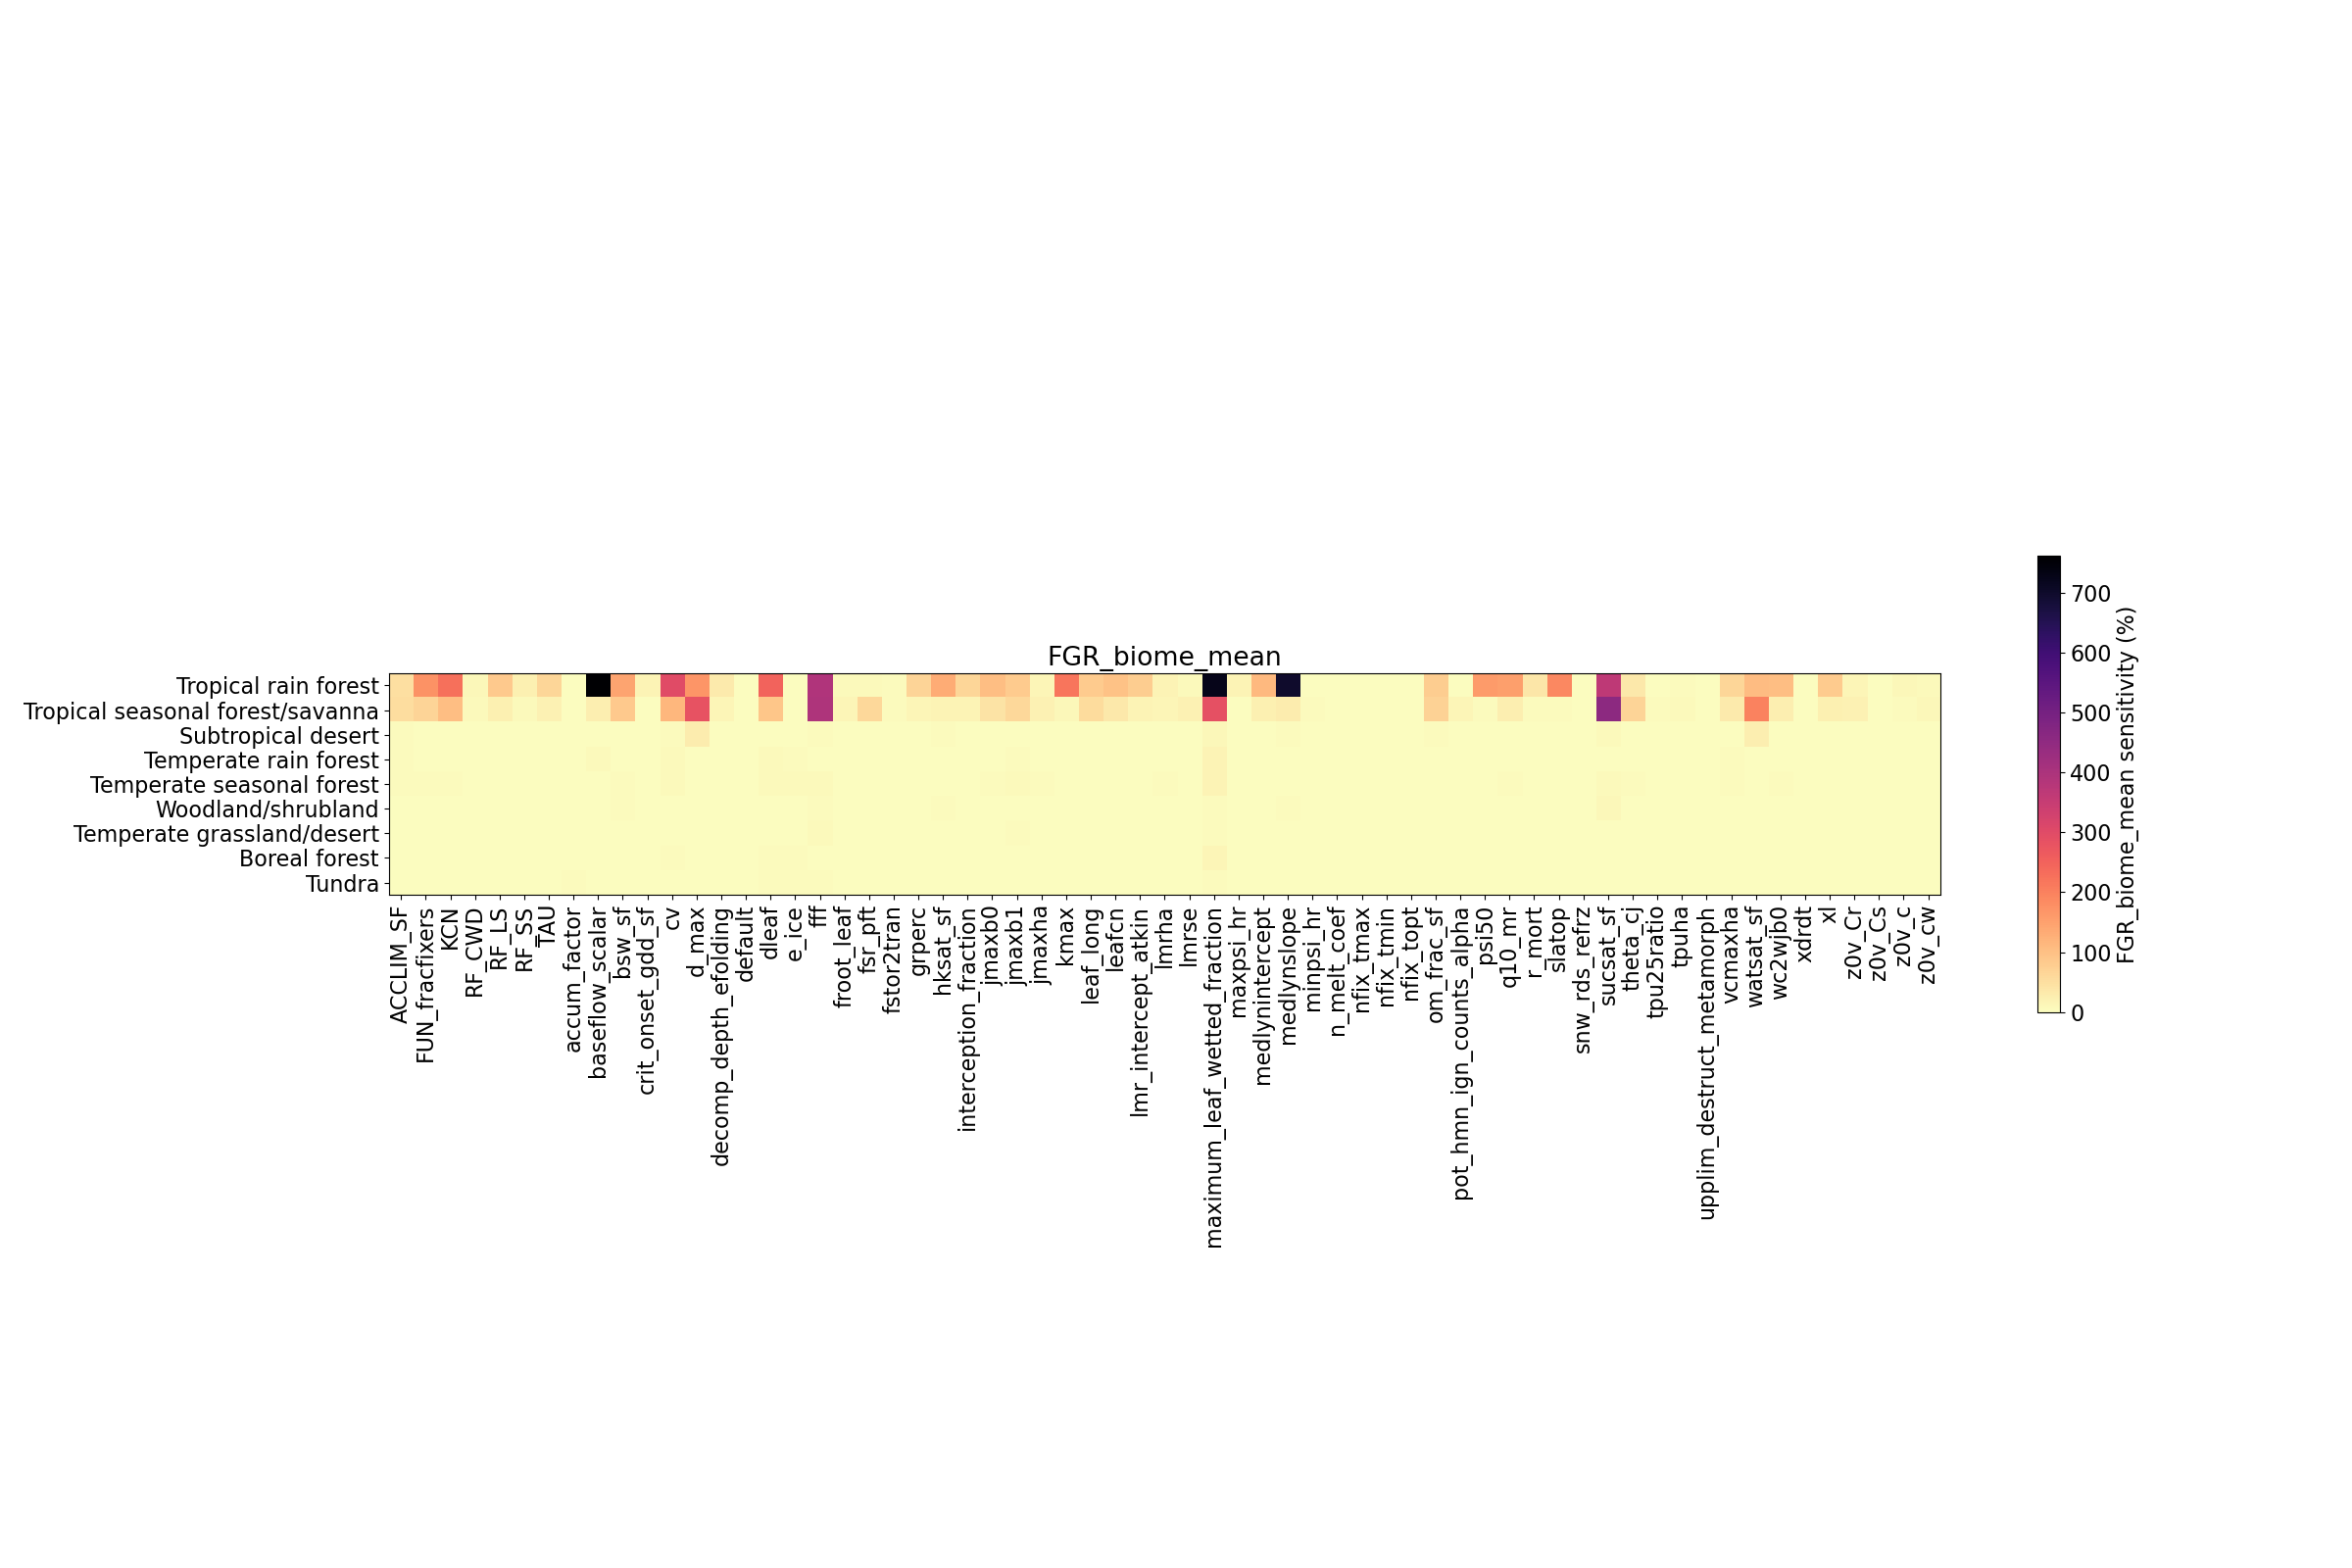 FGR_biome_mean
Tropical rain forest
Tropical seasonal forest/savanna
Subtropical desert
Temperate rain forest
Temperate seasonal forest
Woodland/shrubland
Temperate grassland/desert
Boreal forest
Tundra
ACCLIM_SF
FUN_fracfixers
KCN
RF_CWD
RF_LS
RF_SS
TAU
accum_factor
baseflow_scalar
bsw_sf
crit_onset_gdd_sf
cv
d_max
decomp_depth_efolding
default
dleaf
e_ice
fff
froot_leaf
fsr_pft
fstor2tran
grperc
hksat_sf
interception_fraction
jmaxb0
jmaxb1
jmaxha
kmax
leaf_long
leafcn
lmr_intercept_atkin
lmrha
lmrse
maximum_leaf_wetted_fraction
maxpsi_hr
medlynintercept
medlynslope
minpsi_hr
n_melt_coef
nfix_tmax
nfix_tmin
nfix_topt
om_frac_sf
pot_hmn_ign_counts_alpha
psi50
q10_mr
r_mort
slatop
snw_rds_refrz
sucsat_sf
theta_cj
tpu25ratio
tpuha
upplim_destruct_metamorph
vcmaxha
watsat_sf
wc2wjb0
xdrdt
xl
z0v_Cr
z0v_Cs
z0v_c
z0v_cw
700
600
500
400
300
200
100
0
FGR_biome_mean sensitivity (%)